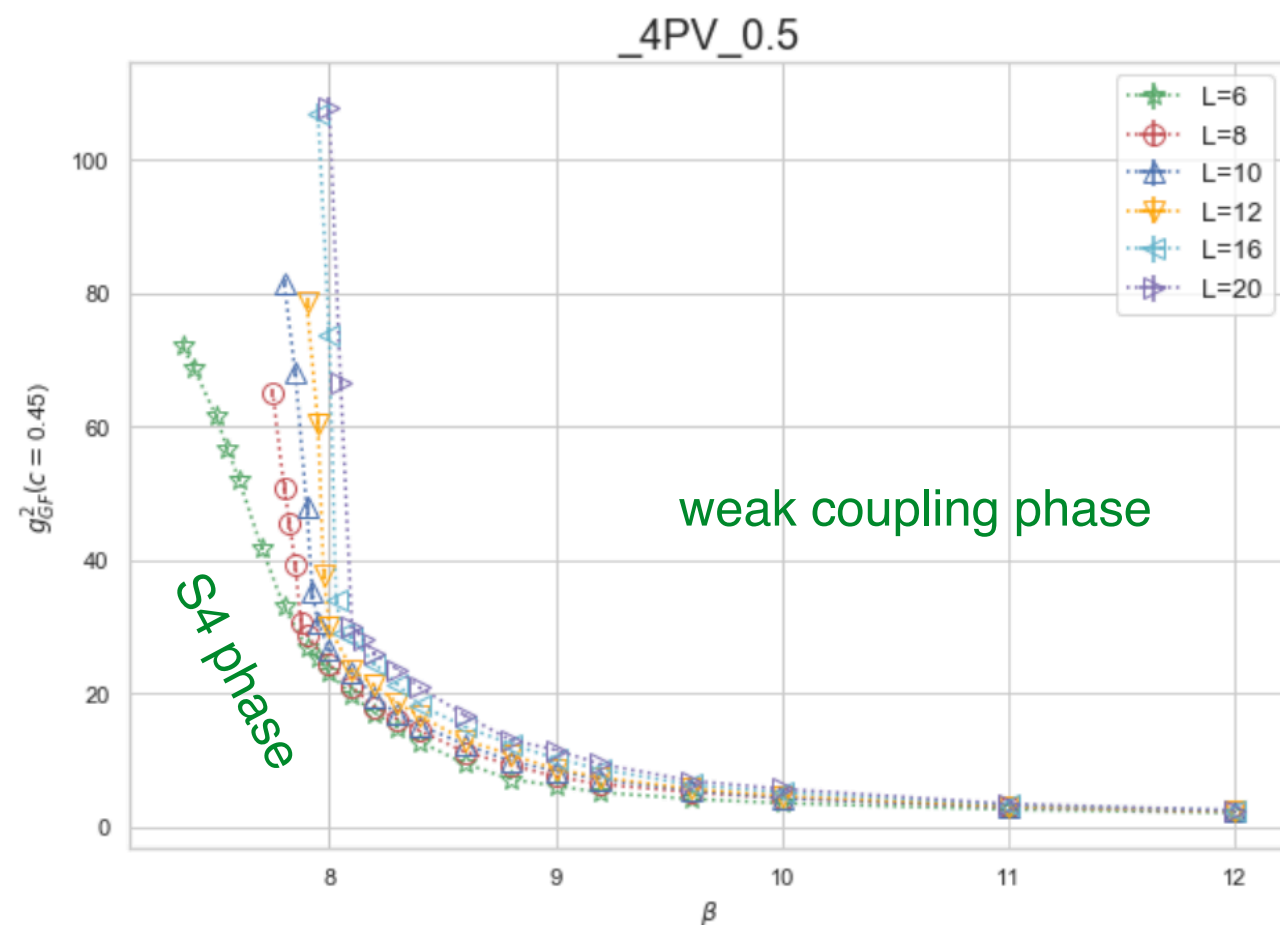 _4PV_0.5
L=6
L=8
L=10
L=12
L=16
L=20
100
80
60
40
20
0
g²_GF(c = 0.45)
weak coupling phase
S4 phase
8
9
10
11
12
β